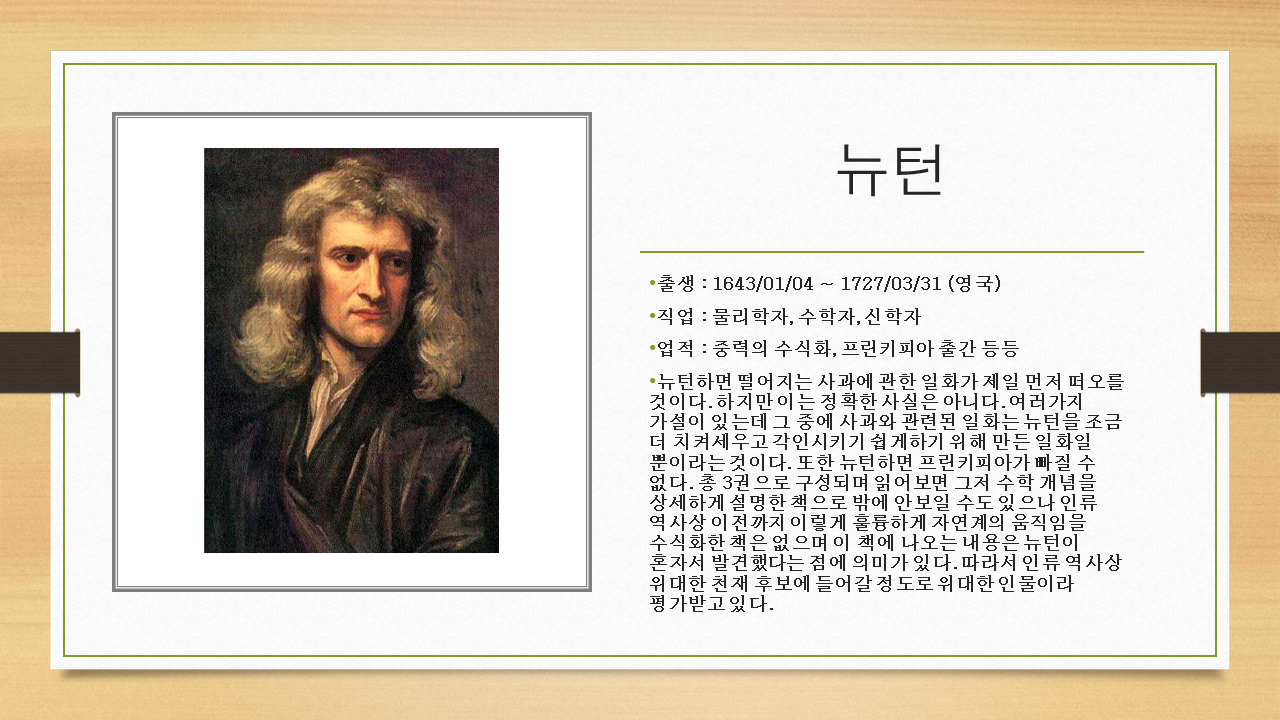 뉴턴
•출생 : 1643/01/04 ~ 1727/03/31 (영국)
•직업 : 물리학자, 수학자, 신학자
•업적 : 중력의 수식화, 프린키피아 출간 등등
•뉴턴하면 떨어지는 사과에 관한 일화가 제일 먼저 떠오를
것이다. 하지만 이는 정확한 사실은 아니다. 여러가지
가설이 있는데 그 중에 사과와 관련된 일화는 뉴턴을 조금
더 치켜세우고 각인시키기 쉽게하기 위해 만든 일화일
뿐이라는 것이다. 또한 뉴턴하면 프린키피아가 빠질 수
없다. 총 3권으로 구성되며 읽어보면 그저 수학 개념을
상세하게 설명한 책으로 밖에 안보일 수도 있으나 인류
역사상 이전까지 이렇게 훌륭하게 자연계의 움직임을
수식화한 책은 없으며 이 책에 나오는 내용은 뉴턴이
혼자서 발견했다는 점에 의미가 있다. 따라서 인류 역사상
위대한 천재 후보에 들어갈 정도로 위대한 인물이라
평가받고 있다.